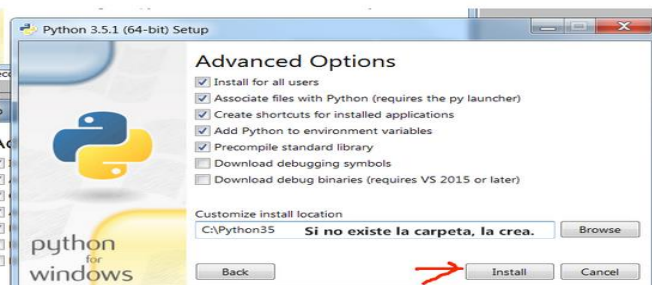 Python 3.5.1 (64-bit) Setup
Advanced Options
Install for all users
Associate files with Python (requires the py launcher)
Create shortcuts for installed applications
Add Python to environment variables
Precompile standard library
Download debugging symbols
Download debug binaries (requires VS 2015 or later)
Customize install location
C:\Python35 Si no existe la carpeta, la crea. Browse
python
for
windows
Back Install Cancel